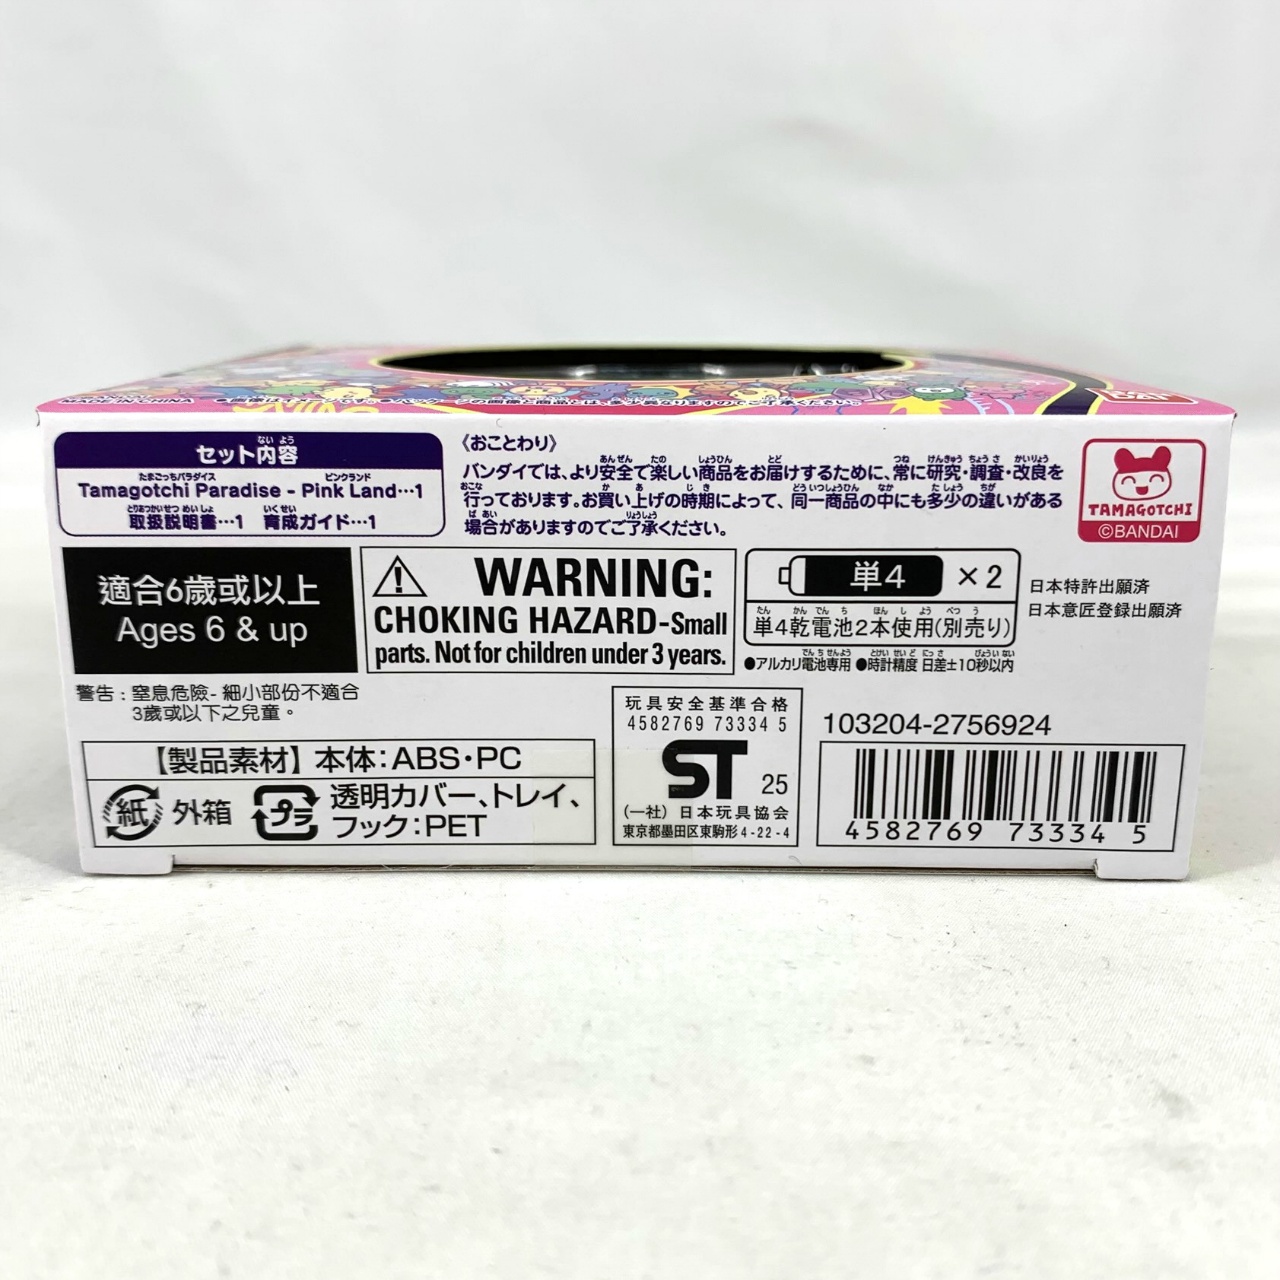 MADE IN CHINA
BANDAI
セット内容
Tamagotchi Paradise - Pink Land…1
取扱説明書…1 育成ガイド…1
《おことわり》
バンダイでは、より安全で楽しい商品をお届けするために、常に研究・調査・改良を
行っております。お買い上げの時期によって、同一商品の中にも多少の違いがある
場合がありますのでご了承ください。
TAMAGOTCHI
©BANDAI
適合6歲或以上
Ages 6 & up
WARNING:
CHOKING HAZARD-Small
parts. Not for children under 3 years.
単4 ×2
単4乾電池2本使用(別売り)
●アルカリ電池専用 ●時計精度 日差±10秒以内
日本特許出願済
日本意匠登録出願済
警告：窒息危險- 細小部份不適合
3歲或以下之兒童。
【製品素材】本体：ABS・PC
紙 外箱 プラ 透明カバー、トレイ、
フック：PET
玩具安全基準合格
4582769 73334 5
ST 25
(一社) 日本玩具協会
東京都墨田区東駒形4-22-4
103204-2756924
4582769 73334 5